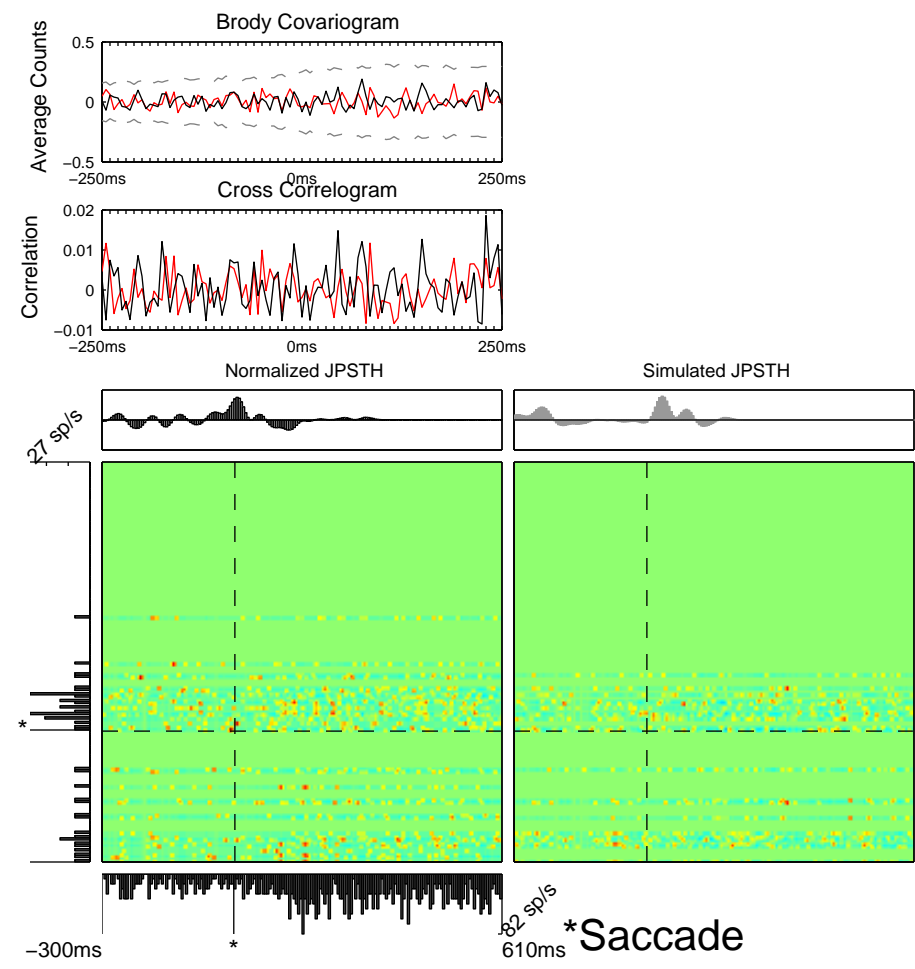 Brody Covariogram
Average Counts
0.5
0
−0.5
−250ms
0ms
250ms
Cross Correlogram
Correlation
0.02
0.01
0
−0.01
−250ms
0ms
250ms
Normalized JPSTH
Simulated JPSTH
27 sp/s
*
82 sp/s
−300ms
*
610ms
*Saccade